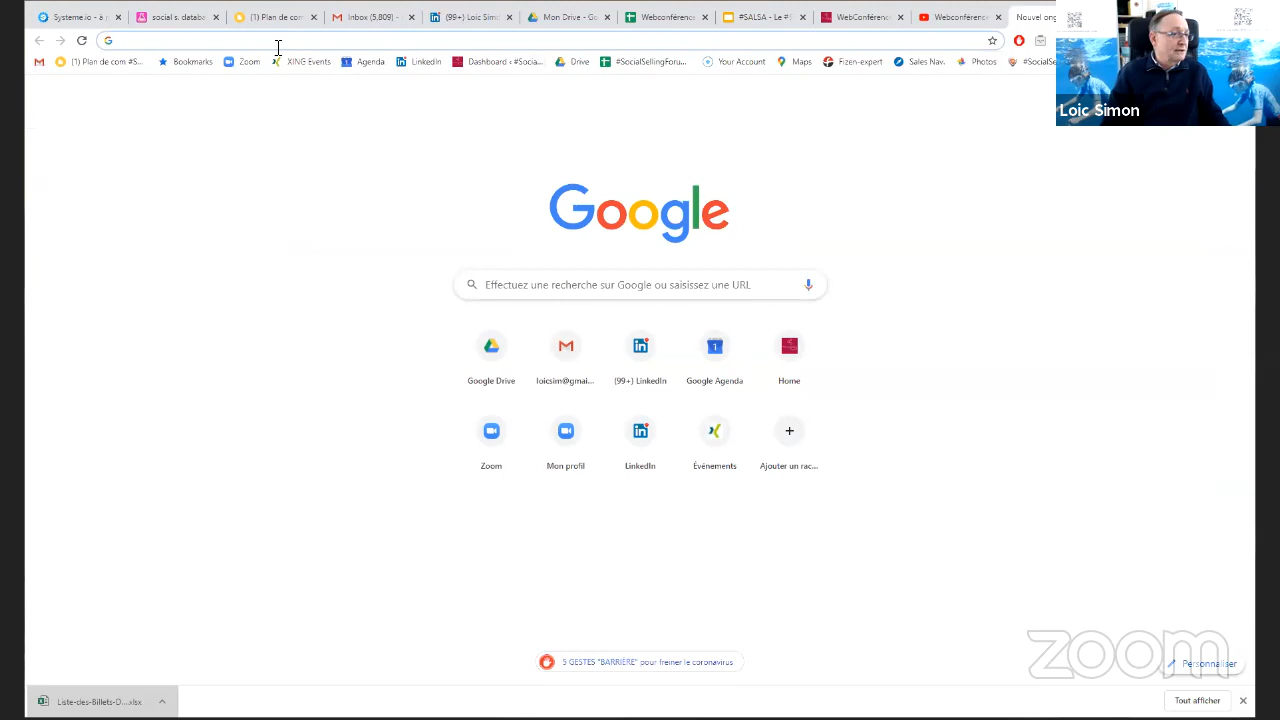 Systeme.io - à n
social s. databa
(1) Plan de con
Inbox (5,809) -
(99+) Loic Sim
Mon Drive - Go
Webconférence
#SALSA - Le #
WebConférence
Webconférence
Nouvel ong
(1) Plan de com #S...
Bookmarks
Zoom
XING Events
Agenda
LinkedIn
Dashboard - #Socia...
Drive
#SocialSellingForu...
Your Account
Maps
Fizen-expert
Sales Nav.
Photos
#SocialSe
Loic Simon
Google
Effectuez une recherche sur Google ou saisissez une URL
Google Drive
loicsim@gmai...
(99+) LinkedIn
Google Agenda
Home
Zoom
Mon profil
LinkedIn
Événements
Ajouter un rac...
5 GESTES "BARRIÈRE" pour freiner le coronavirus
zoom
Personnaliser
Liste-des-Billets-D....xlsx
Tout afficher